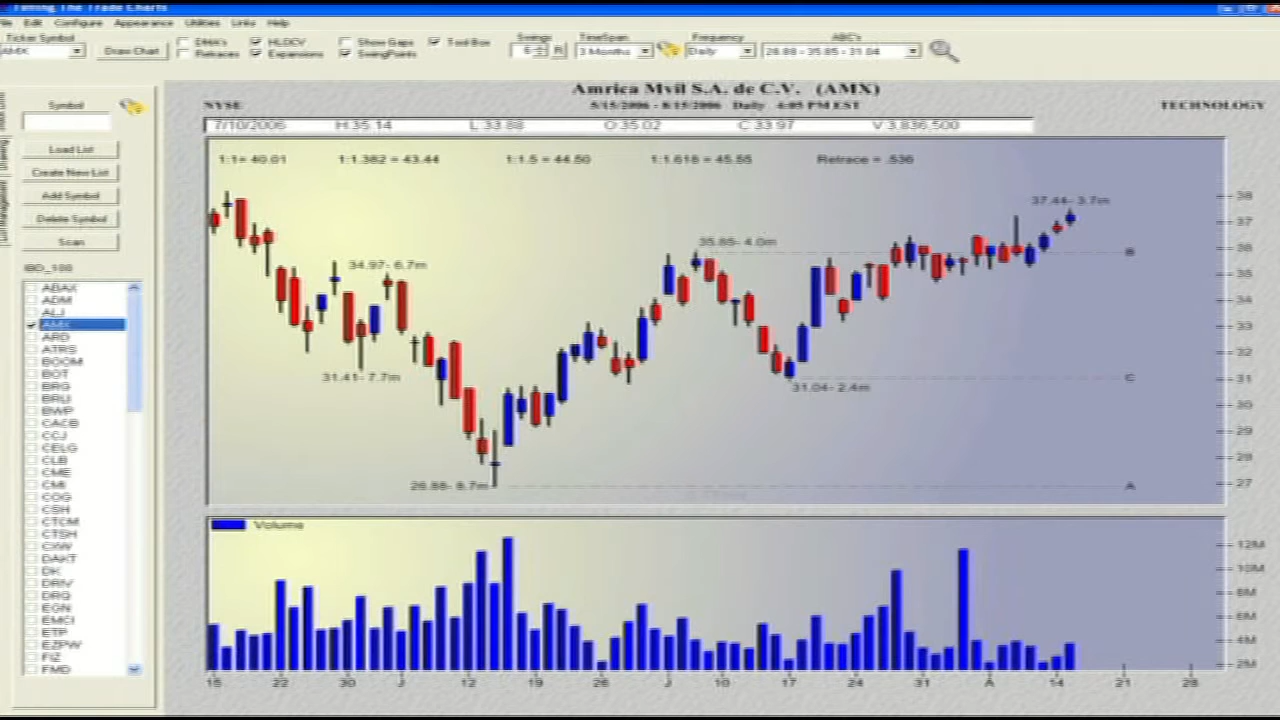 Timing The Trade Charts
File Edit Configure Appearance Utilities Links Help
Ticker Symbol
AMX
Draw Chart
DMA's HLOCV Show Gaps Tool Box
Retraces Expansions SwingPoints
Swings
6
R
TimeSpan
3 Months
Frequency
Daily
ABC's
26.88 - 35.85 - 31.04
Amrica Mvil S.A. de C.V. (AMX)
NYSE
5/15/2006 - 8/15/2006 Daily 4:05 PM EST
TECHNOLOGY
7/10/2006 H 35.14 L 33.88 O 35.02 C 33.97 V 3,836,500
1:1= 40.01 1:1.382 = 43.44 1:1.5 = 44.50 1:1.618 = 45.55 Retrace = .536
37.44- 3.7m
35.85- 4.0m
34.97- 6.7m
31.41- 7.7m
31.04- 2.4m
26.88- 8.7m
B
C
A
38
37
36
35
34
33
32
31
30
29
28
27
Volume
12M
10M
8M
6M
4M
2M
15 22 30 J 12 19 26 J 10 17 24 31 A 14 21 28
Symbol
Load List
Create New List
Add Symbol
Delete Symbol
Scan
IBD_100
ABAX
ADM
ALJ
AMX
ARD
ATRS
BOOM
BOT
BRG
BRLI
BWP
CACB
CCJ
CELG
CLB
CME
CMI
COG
CSH
CTCM
CTSH
CXW
DAKT
DK
DRIV
DRQ
EGN
EMCI
ETP
EZPW
FIZ
FMD